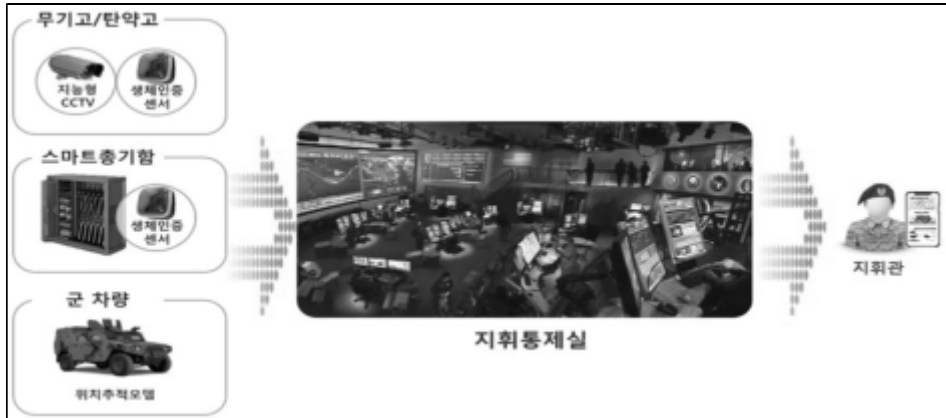 무기고/탄약고
지능형
CCTV
생체인증
센서
스마트총기함
생체인증
센서
군 차량
위치추적모뎀
지휘통제실
지휘관